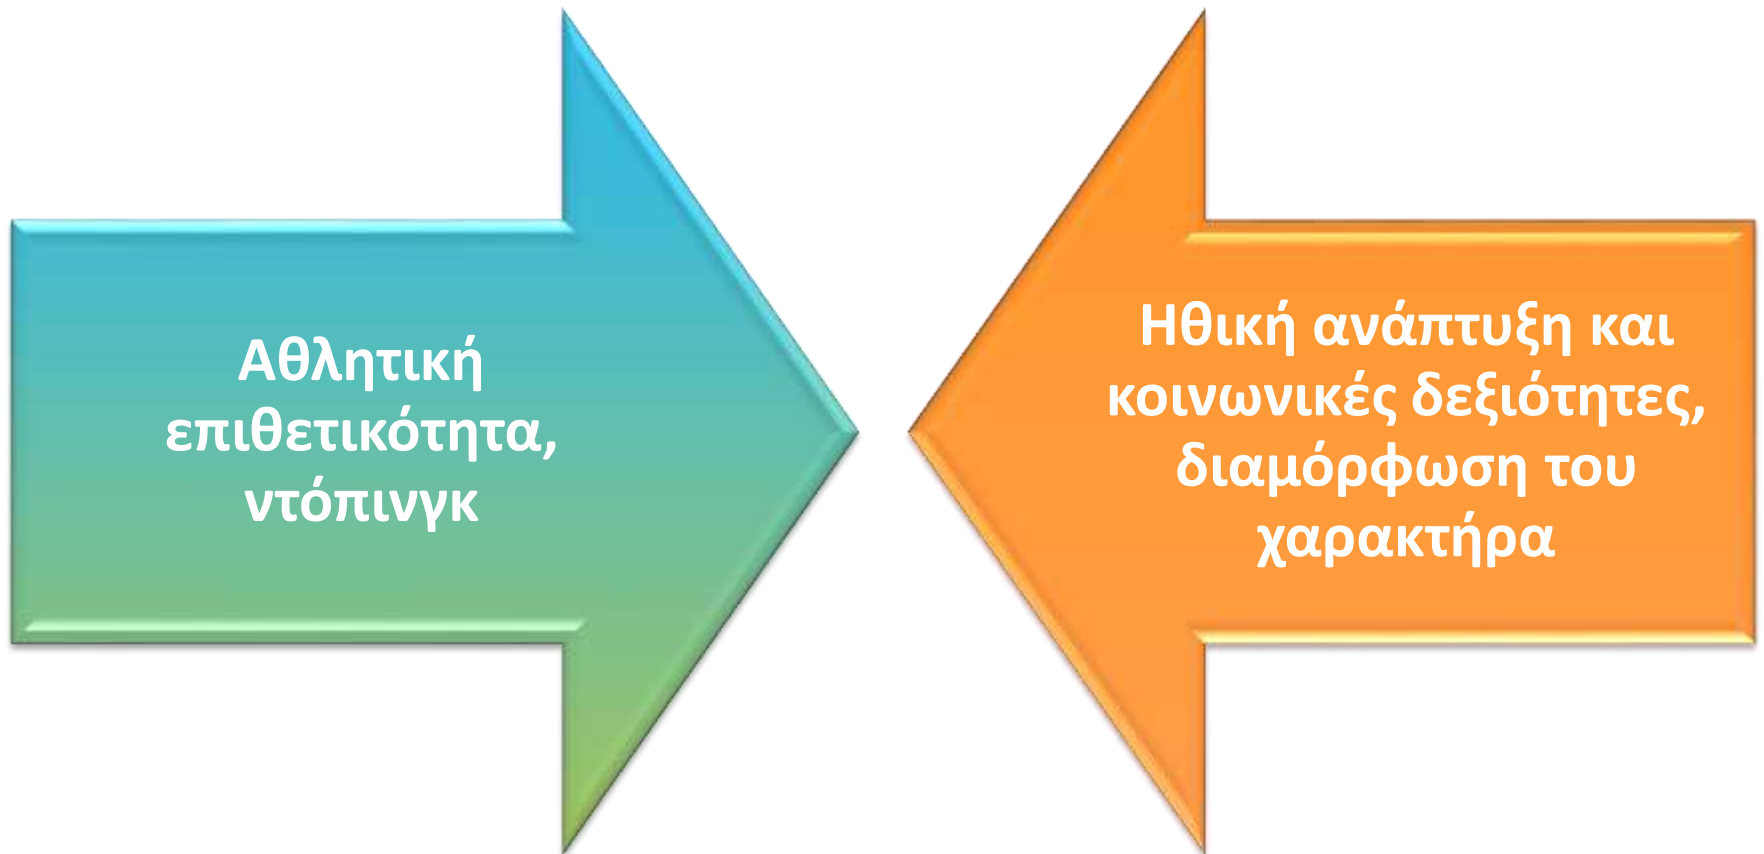 Αθλητική
επιθετικότητα,
ντόπινγκ
Ηθική ανάπτυξη και
κοινωνικές δεξιότητες,
διαμόρφωση του
χαρακτήρα